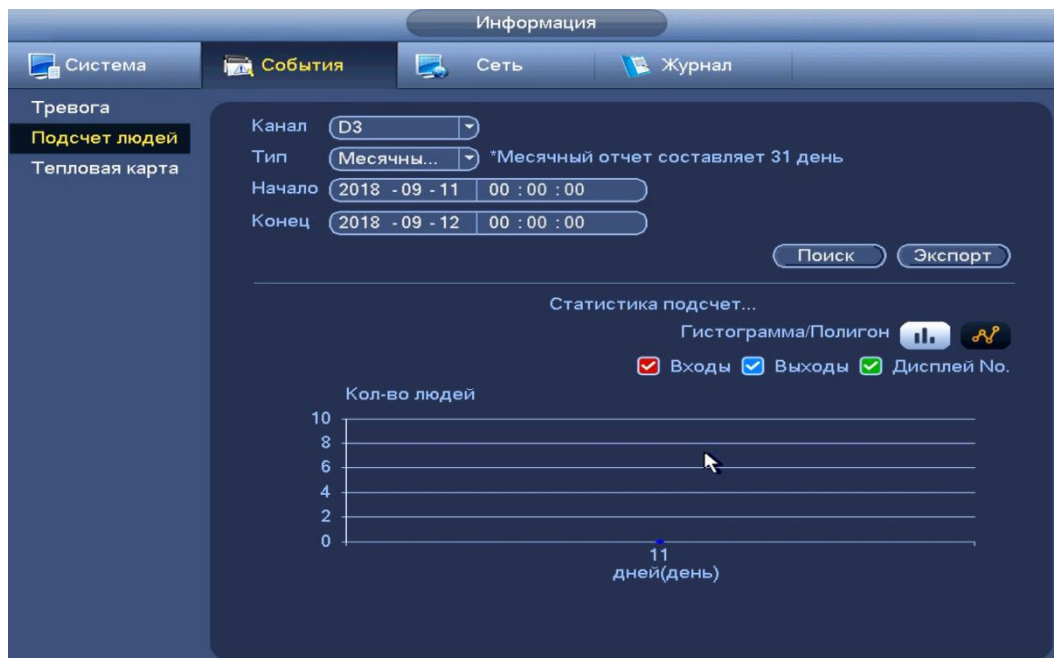 Информация
Система События Сеть Журнал
Тревога
Подсчет людей
Тепловая карта
Канал D3
Тип Месячны... *Месячный отчет составляет 31 день
Начало 2018 - 09 - 11 00 : 00 : 00
Конец 2018 - 09 - 12 00 : 00 : 00
Поиск Экспорт
Статистика подсчет...
Гистограмма/Полигон
Входы Выходы Дисплей No.
Кол-во людей
10
8
6
4
2
0
11
дней(день)